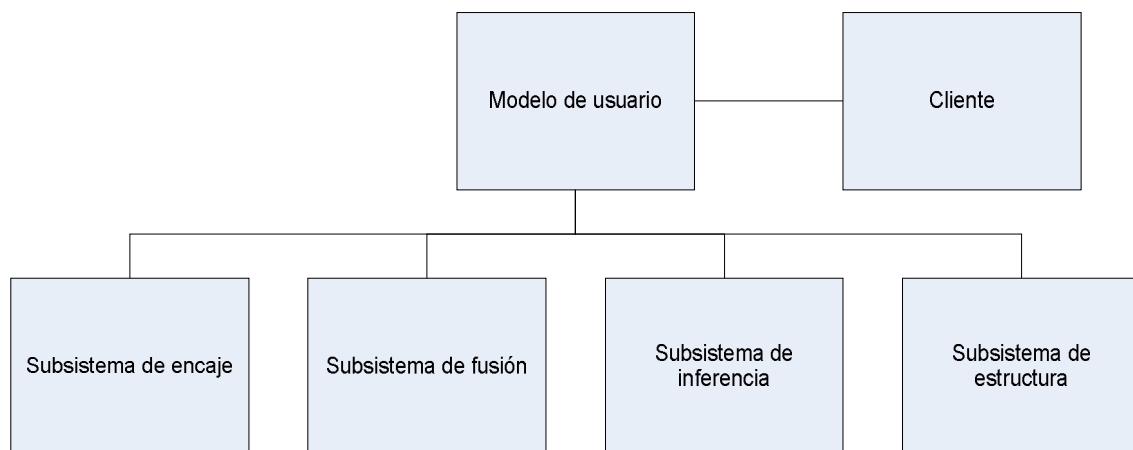 Modelo de usuario
Cliente
Subsistema de encaje
Subsistema de fusión
Subsistema de
inferencia
Subsistema de
estructura